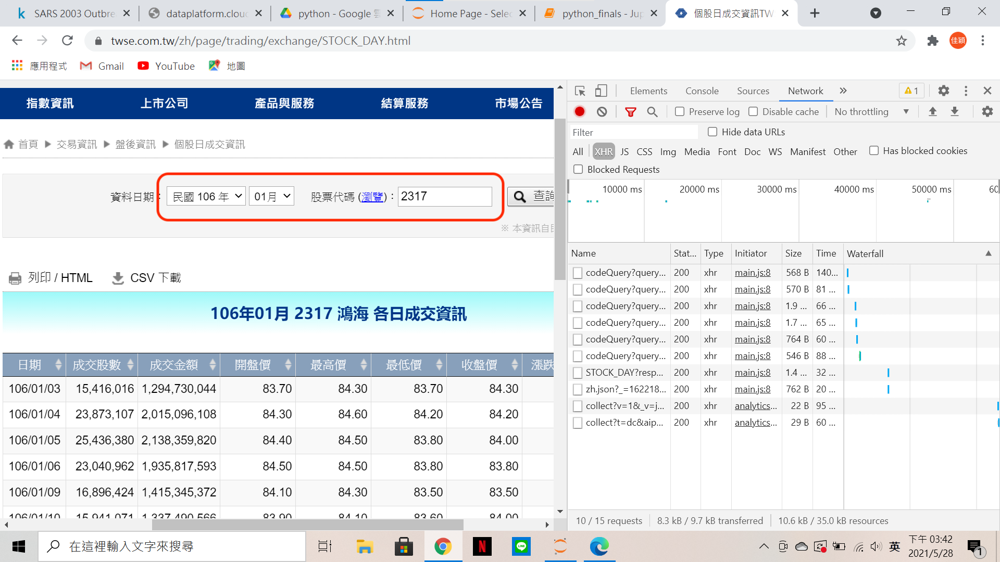 SARS 2003 Outbre
dataplatform.clouc
python - Google 雲
Home Page - Selec
python_finals - Jup
個股日成交資訊TW
twse.com.tw/zh/page/trading/exchange/STOCK_DAY.html
佳穎
應用程式
Gmail
YouTube
地圖
指數資訊 上市公司 產品與服務 結算服務 市場公告
首頁 ▶ 交易資訊 ▶ 盤後資訊 ▶ 個股日成交資訊
資料日期： 民國 106 年 01月 股票代碼 (瀏覽)： 2317 查詢
※ 本資訊自民
列印 / HTML CSV 下載
106年01月 2317 鴻海 各日成交資訊
日期 成交股數 成交金額 開盤價 最高價 最低價 收盤價 漲跌
106/01/03 15,416,016 1,294,730,044 83.70 84.30 83.70 84.30
106/01/04 23,873,107 2,015,096,108 84.30 84.60 84.20 84.20
106/01/05 25,436,380 2,138,359,820 84.40 84.50 83.80 84.00
106/01/06 23,040,962 1,935,817,593 84.50 84.50 83.80 83.80
106/01/09 16,896,424 1,415,345,372 84.10 84.30 83.50 83.50
106/01/10 15,941,071 1,337,490,566 83.90 84.10 83.60 84.00
Elements Console Sources Network » 1
Preserve log Disable cache No throttling
Filter Hide data URLs
All XHR JS CSS Img Media Font Doc WS Manifest Other Has blocked cookies
Blocked Requests
10000 ms 20000 ms 30000 ms 40000 ms 50000 ms 60
Name Stat... Type Initiator Size Time Waterfall
codeQuery?query... 200 xhr main.js:8 568 B 140...
codeQuery?query... 200 xhr main.js:8 570 B 81 ...
codeQuery?query... 200 xhr main.js:8 1.9 ... 66 ...
codeQuery?query... 200 xhr main.js:8 1.7 ... 65 ...
codeQuery?query... 200 xhr main.js:8 764 B 60 ...
codeQuery?query... 200 xhr main.js:8 546 B 88 ...
STOCK_DAY?resp... 200 xhr main.js:8 1.4 ... 32 ...
zh.json?_=162218... 200 xhr main.js:8 762 B 20 ...
collect?v=1&_v=j... 200 xhr analytics... 22 B 95 ...
collect?t=dc&aip... 200 xhr analytics... 29 B 60 ...
10 / 15 requests 8.3 kB / 9.7 kB transferred 10.6 kB / 35.0 kB resources
在這裡輸入文字來搜尋
N
LINE
英
下午 03:42
2021/5/28
1